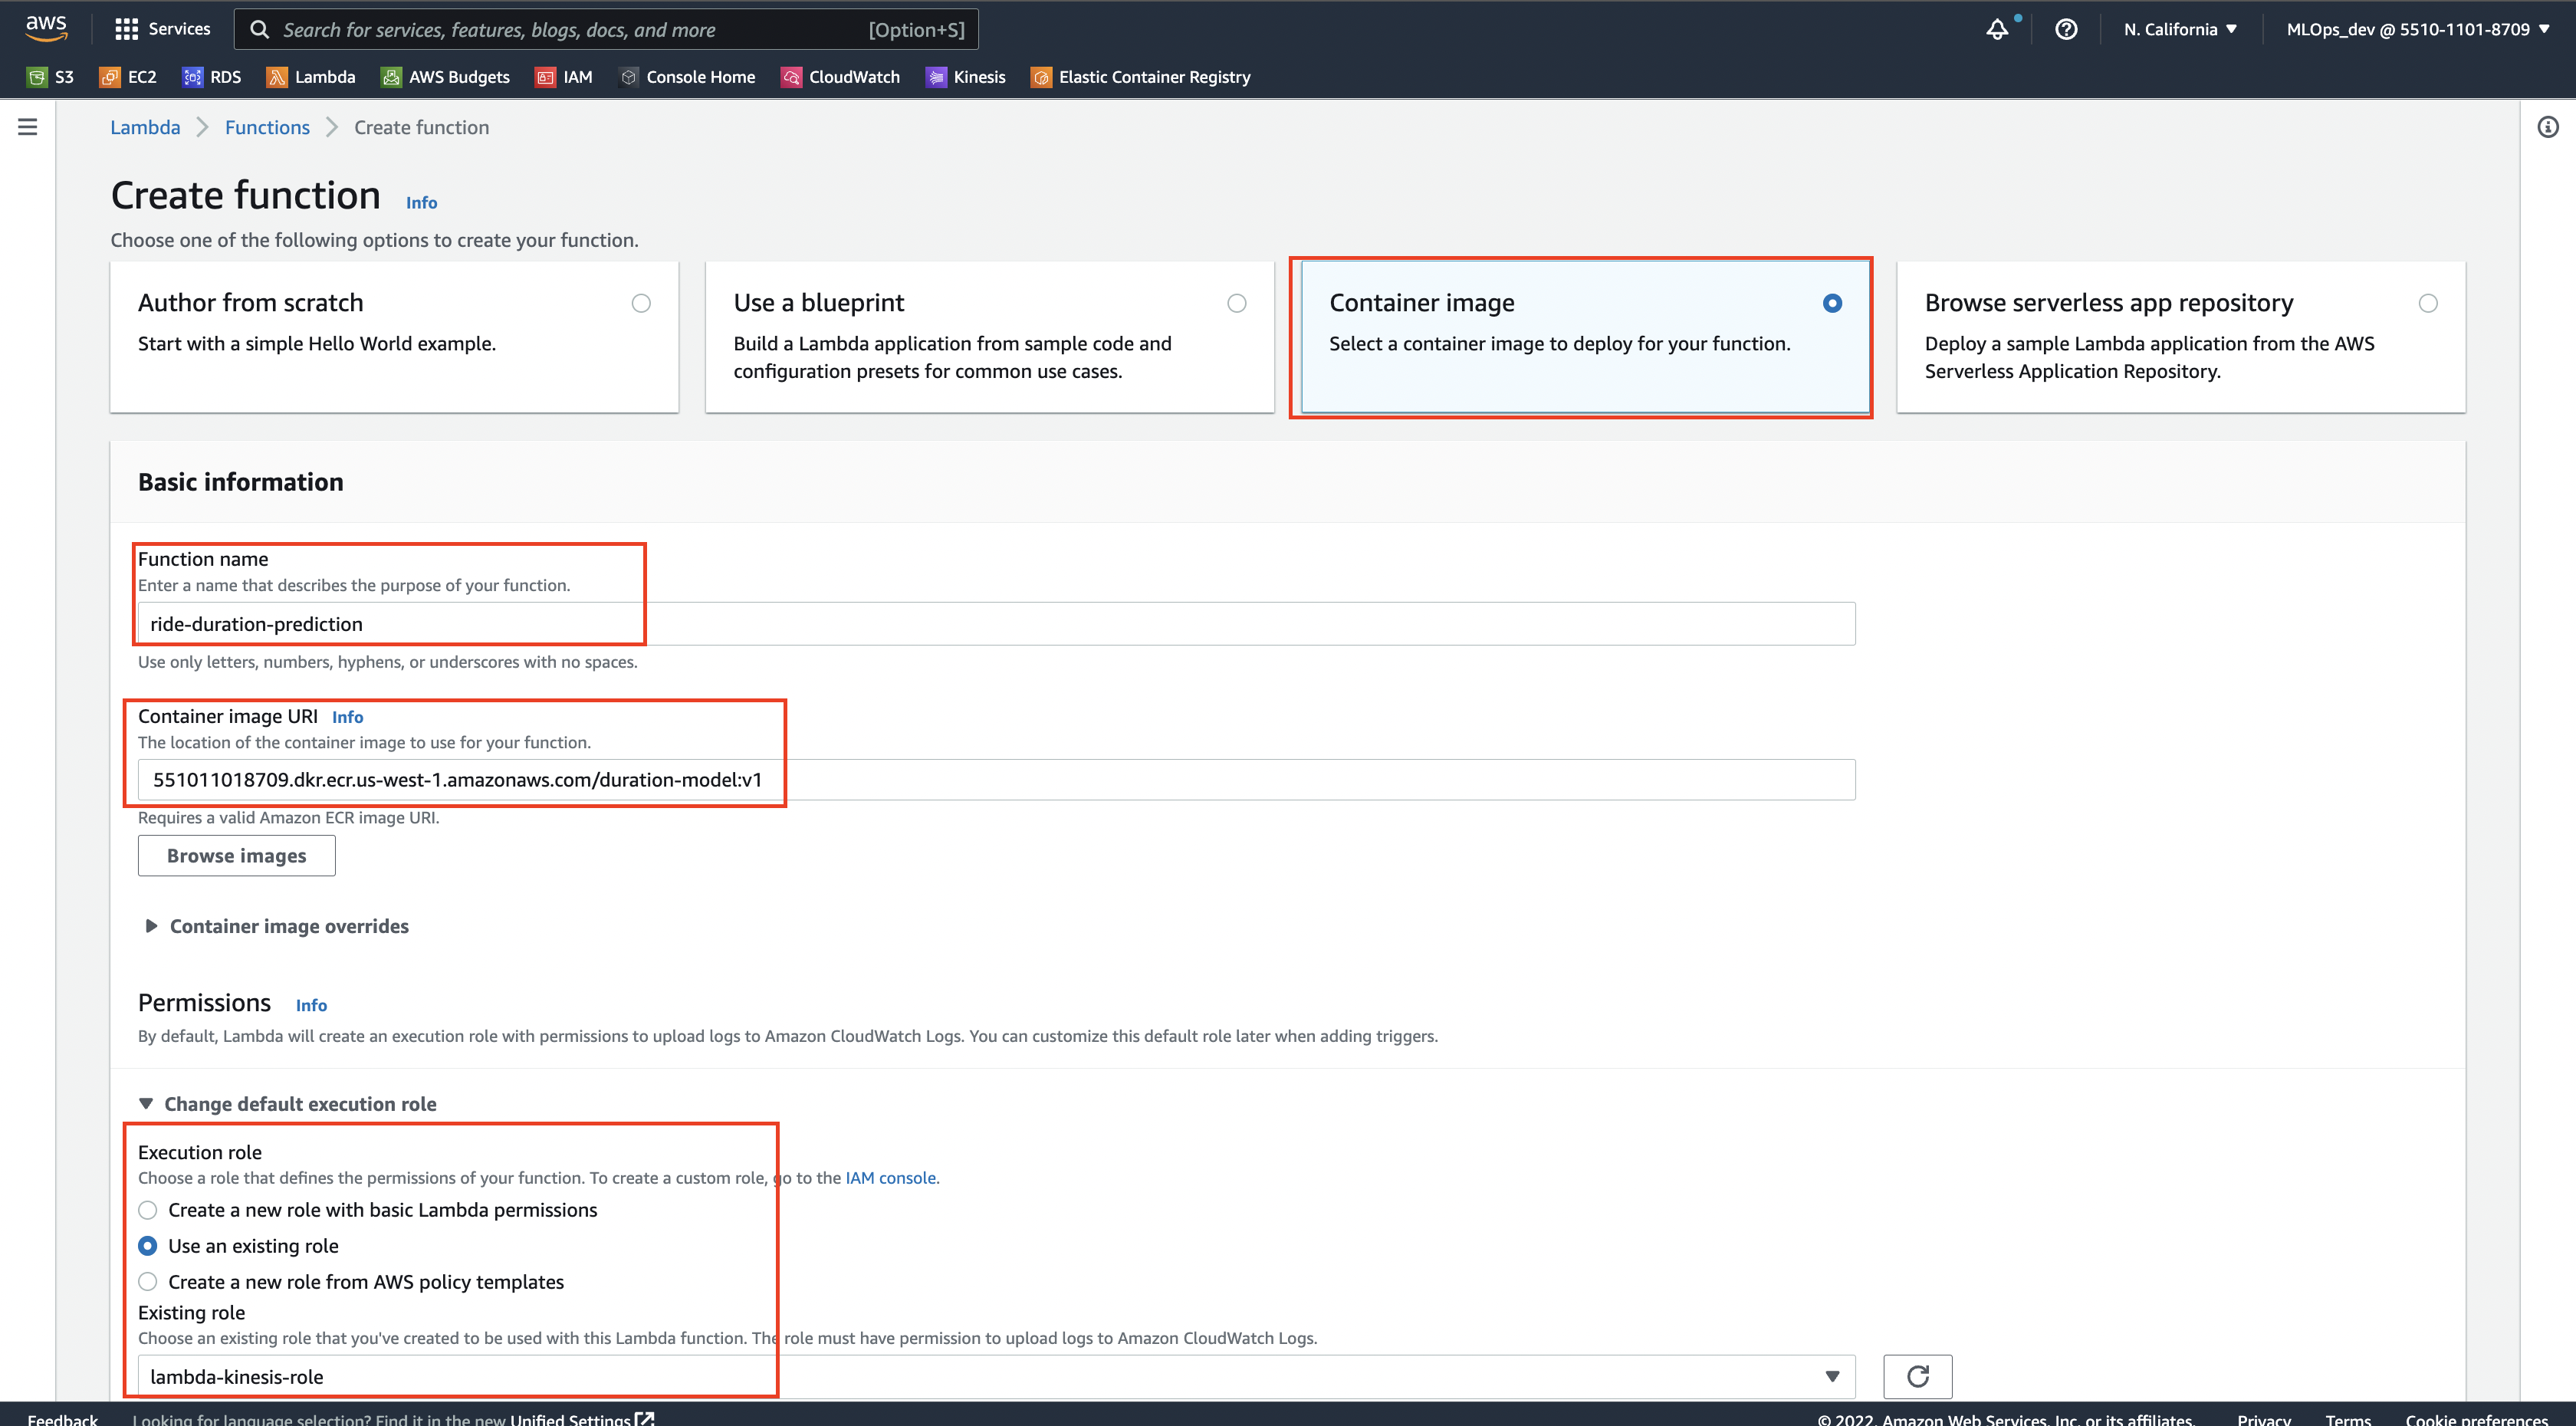 aws
Services
Search for services, features, blogs, docs, and more
[Option+S]
N. California
MLOps_dev @ 5510-1101-8709
S3
EC2
RDS
Lambda
AWS Budgets
IAM
Console Home
CloudWatch
Kinesis
Elastic Container Registry
Lambda
Functions
Create function
Create function
Info
Choose one of the following options to create your function.
Author from scratch
Start with a simple Hello World example.
Use a blueprint
Build a Lambda application from sample code and
configuration presets for common use cases.
Container image
Select a container image to deploy for your function.
Browse serverless app repository
Deploy a sample Lambda application from the AWS
Serverless Application Repository.
Basic information
Function name
Enter a name that describes the purpose of your function.
ride-duration-prediction
Use only letters, numbers, hyphens, or underscores with no spaces.
Container image URI Info
The location of the container image to use for your function.
551011018709.dkr.ecr.us-west-1.amazonaws.com/duration-model:v1
Requires a valid Amazon ECR image URI.
Browse images
Container image overrides
Permissions Info
By default, Lambda will create an execution role with permissions to upload logs to Amazon CloudWatch Logs. You can customize this default role later when adding triggers.
Change default execution role
Execution role
Choose a role that defines the permissions of your function. To create a custom role, go to the IAM console.
Create a new role with basic Lambda permissions
Use an existing role
Create a new role from AWS policy templates
Existing role
Choose an existing role that you've created to be used with this Lambda function. The role must have permission to upload logs to Amazon CloudWatch Logs.
lambda-kinesis-role
Feedback
Looking for language selection? Find it in the new Unified Settings
© 2022, Amazon Web Services, Inc. or its affiliates.
Privacy
Terms
Cookie preferences